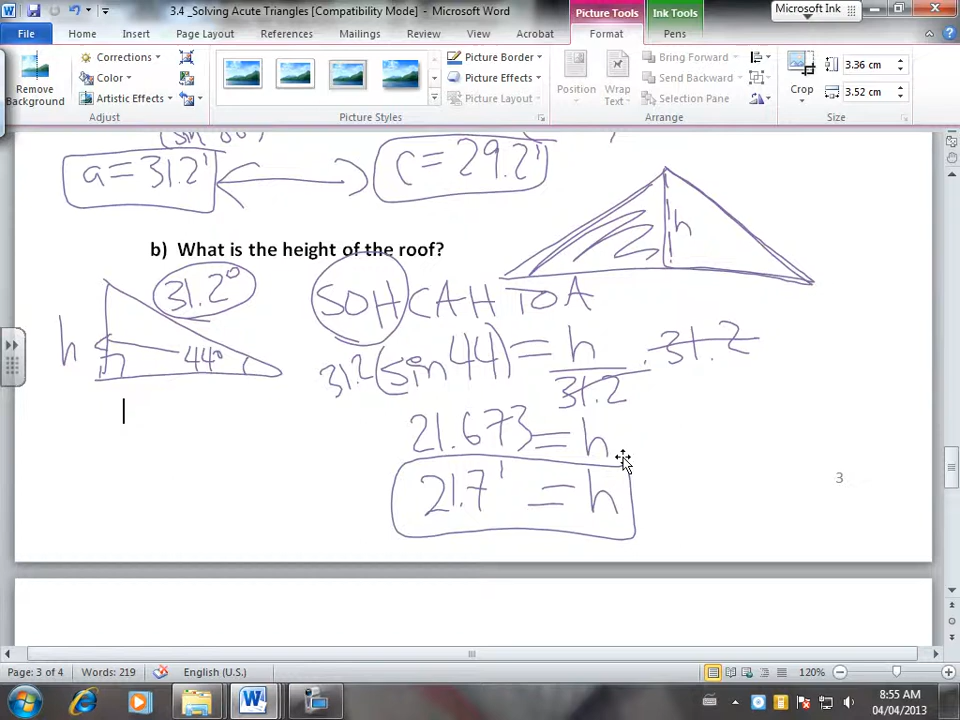 3.4 _Solving Acute Triangles [Compatibility Mode] - Microsoft Word
Picture Tools
Ink Tools
Microsoft Ink
File
Home
Insert
Page Layout
References
Mailings
Review
View
Acrobat
Format
Pens
Remove Background
Corrections
Color
Artistic Effects
Adjust
Picture Styles
Picture Border
Picture Effects
Picture Layout
Position
Wrap Text
Bring Forward
Send Backward
Selection Pane
Arrange
Crop
3.36 cm
3.52 cm
Size
a = 31.2'
c = 29.2'
h
b) What is the height of the roof?
31.2°
SOH CAH TOA
h
44°
31.2 (sin 44) = h / 31.2 · 31.2
21.673 = h
21.7' = h
3
Page: 3 of 4
Words: 219
English (U.S.)
120%
8:55 AM
04/04/2013